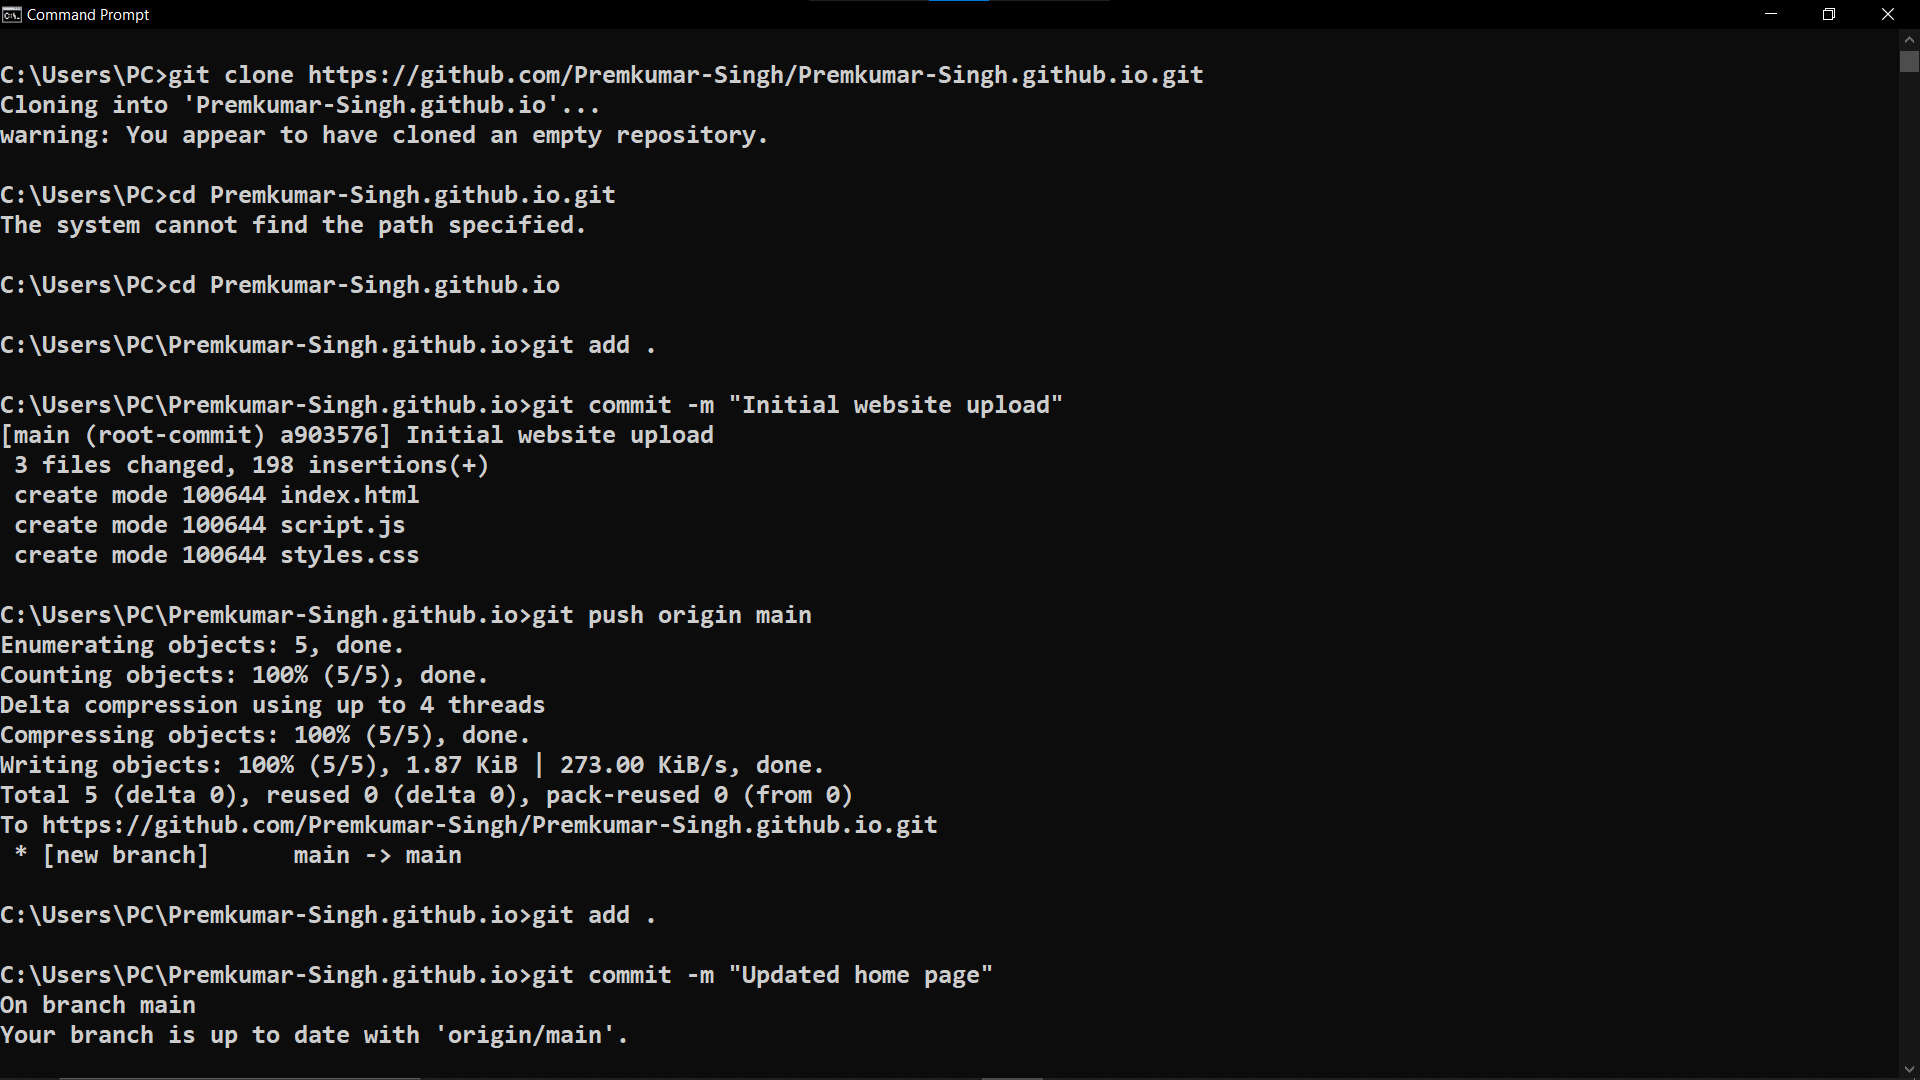 Command Prompt
C:\Users\PC>git clone https://github.com/Premkumar-Singh/Premkumar-Singh.github.io.git
Cloning into 'Premkumar-Singh.github.io'...
warning: You appear to have cloned an empty repository.
C:\Users\PC>cd Premkumar-Singh.github.io.git
The system cannot find the path specified.
C:\Users\PC>cd Premkumar-Singh.github.io
C:\Users\PC\Premkumar-Singh.github.io>git add .
C:\Users\PC\Premkumar-Singh.github.io>git commit -m "Initial website upload"
[main (root-commit) a903576] Initial website upload
 3 files changed, 198 insertions(+)
 create mode 100644 index.html
 create mode 100644 script.js
 create mode 100644 styles.css
C:\Users\PC\Premkumar-Singh.github.io>git push origin main
Enumerating objects: 5, done.
Counting objects: 100% (5/5), done.
Delta compression using up to 4 threads
Compressing objects: 100% (5/5), done.
Writing objects: 100% (5/5), 1.87 KiB | 273.00 KiB/s, done.
Total 5 (delta 0), reused 0 (delta 0), pack-reused 0 (from 0)
To https://github.com/Premkumar-Singh/Premkumar-Singh.github.io.git
 * [new branch]      main -> main
C:\Users\PC\Premkumar-Singh.github.io>git add .
C:\Users\PC\Premkumar-Singh.github.io>git commit -m "Updated home page"
On branch main
Your branch is up to date with 'origin/main'.